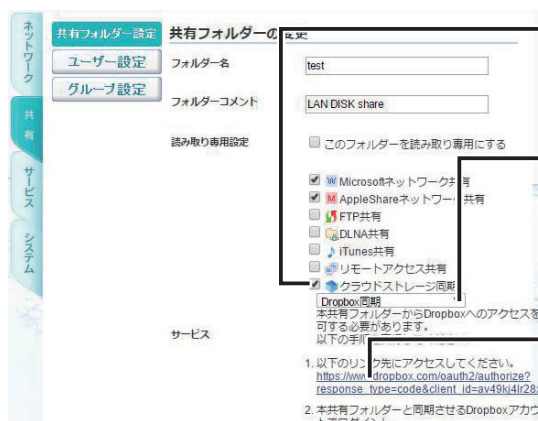 ネットワーク
共有
サービス
システム
共有フォルダー設定
ユーザー設定
グループ設定
共有フォルダーの変更
フォルダー名
test
フォルダーコメント
LAN DISK share
読み取り専用設定
このフォルダーを読み取り専用にする
サービス
Microsoftネットワーク共有
AppleShareネットワーク共有
FTP共有
DLNA共有
iTunes共有
リモートアクセス共有
クラウドストレージ同期
Dropbox同期
本共有フォルダーからDropboxへのアクセスを
可する必要があります。
以下の手
1. 以下のリンク先にアクセスしてください。
https://www.dropbox.com/oauth2/authorize?
response_type=code&client_id=av49kj4lr28
2. 本共有フォルダーと同期させるDropboxアカウ